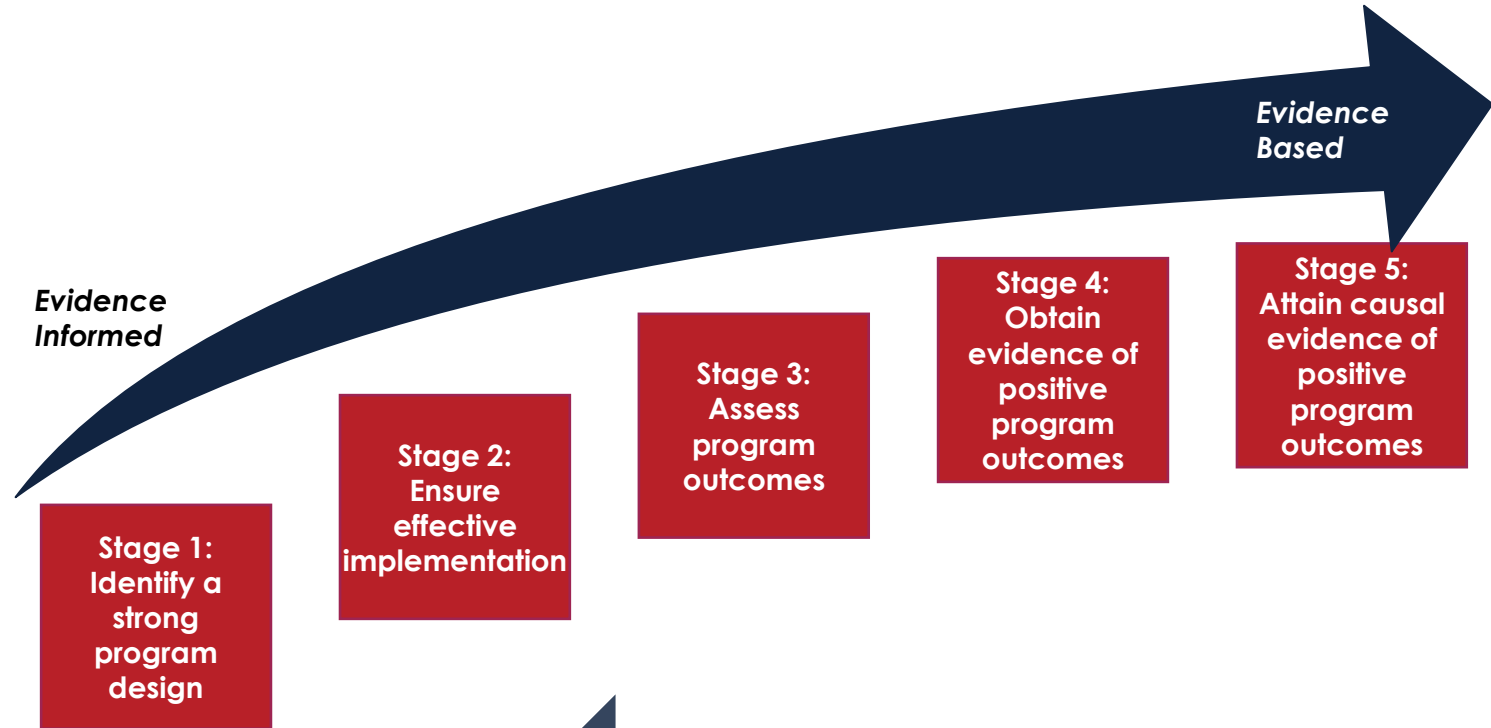 Evidence
Based
Evidence
Informed
Stage 1:
Identify a
strong
program
design
Stage 2:
Ensure
effective
implementation
Stage 3:
Assess
program
outcomes
Stage 4:
Obtain
evidence of
positive
program
outcomes
Stage 5:
Attain causal
evidence of
positive
program
outcomes